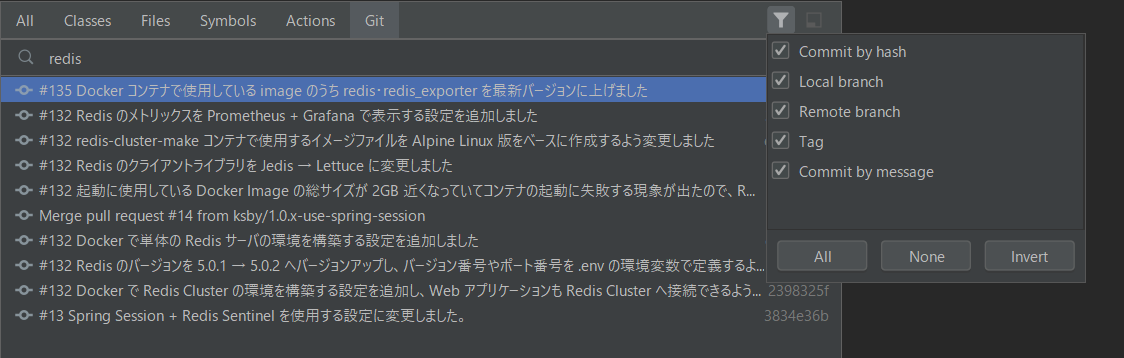 All Classes Files Symbols Actions Git
redis
Commit by hash
Local branch
Remote branch
Tag
Commit by message
All None Invert
#135 Docker コンテナで使用している image のうち redis･redis_exporter を最新バージョンに上げました
#132 Redis のメトリックスを Prometheus + Grafana で表示する設定を追加しました
#132 redis-cluster-make コンテナで使用するイメージファイルを Alpine Linux 版をベースに作成するよう変更しました
#132 Redis のクライアントライブラリを Jedis → Lettuce に変更しました
#132 起動に使用している Docker Image の総サイズが 2GB 近くなっていてコンテナの起動に失敗する現象が出たので、R...
Merge pull request #14 from ksby/1.0.x-use-spring-session
#132 Docker で単体の Redis サーバの環境を構築する設定を追加しました
#132 Redis のバージョンを 5.0.1 → 5.0.2 へバージョンアップし、バージョン番号やポート番号を .env の環境変数で定義するよ...
#132 Docker で Redis Cluster の環境を構築する設定を追加し、Web アプリケーションも Redis Cluster へ接続できるよう... 2398325f
#13 Spring Session + Redis Sentinel を使用する設定に変更しました。 3834e36b